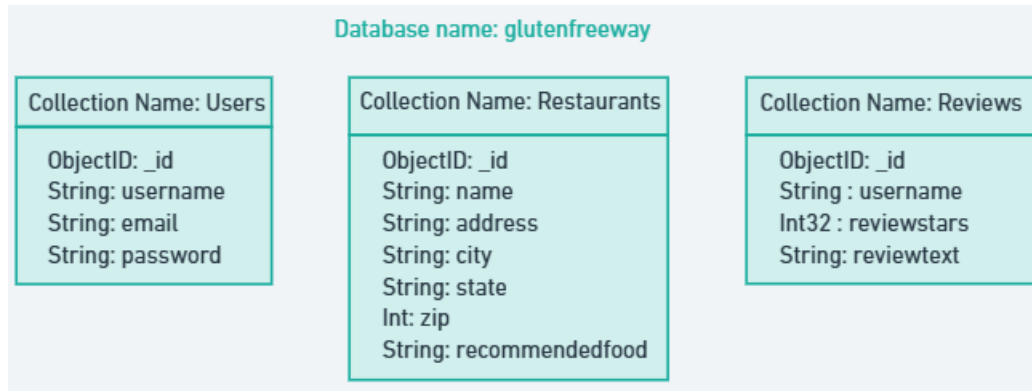 Database name: glutenfreeway
Collection Name: Users
ObjectID: _id
String: username
String: email
String: password
Collection Name: Restaurants
ObjectID: _id
String: name
String: address
String: city
String: state
Int: zip
String: recommendedfood
Collection Name: Reviews
ObjectID: _id
String : username
Int32 : reviewstars
String: reviewtext